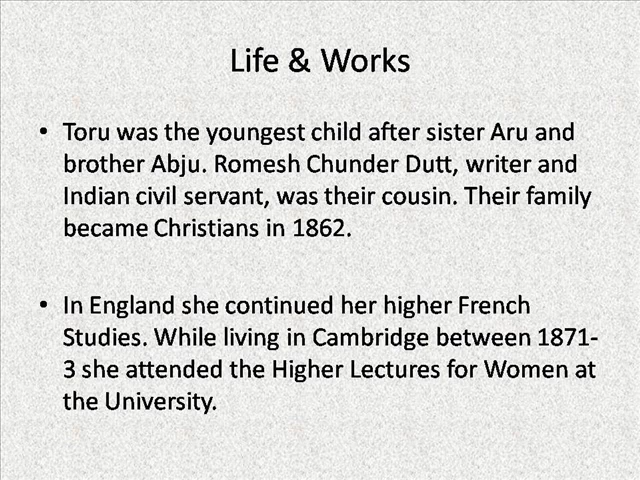 Life & Works
• Toru was the youngest child after sister Aru and
brother Abju. Romesh Chunder Dutt, writer and
Indian civil servant, was their cousin. Their family
became Christians in 1862.
• In England she continued her higher French
Studies. While living in Cambridge between 1871-
3 she attended the Higher Lectures for Women at
the University.